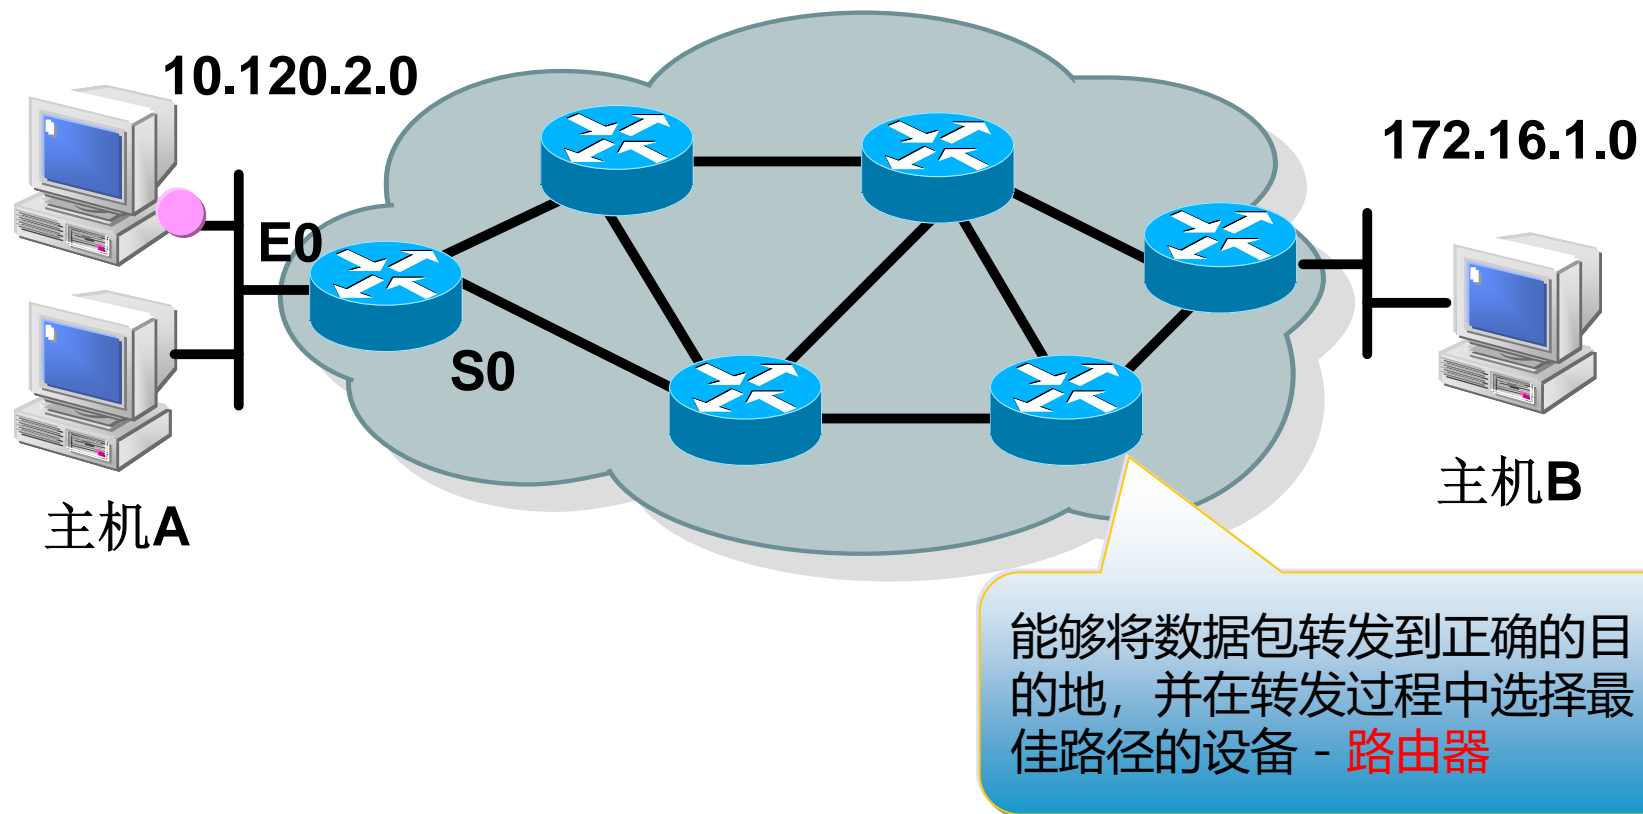 10.120.2.0
172.16.1.0
E0
S0
主机A
主机B
能够将数据包转发到正确的目
的地，并在转发过程中选择最
佳路径的设备 - 路由器